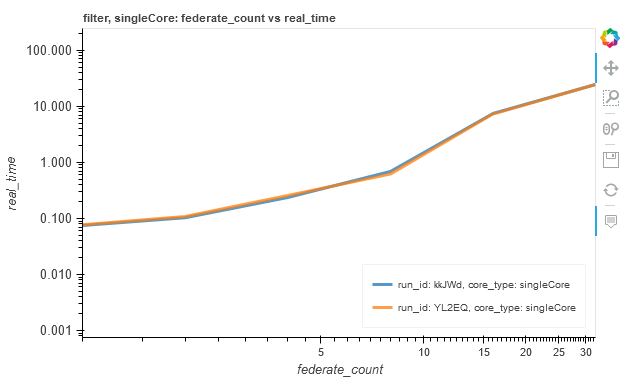 filter, singleCore: federate_count vs real_time
100.000
10.000
1.000
0.100
0.010
0.001
real_time
5
10
15
20
25
30
federate_count
run_id: kkJWd, core_type: singleCore
run_id: YL2EQ, core_type: singleCore